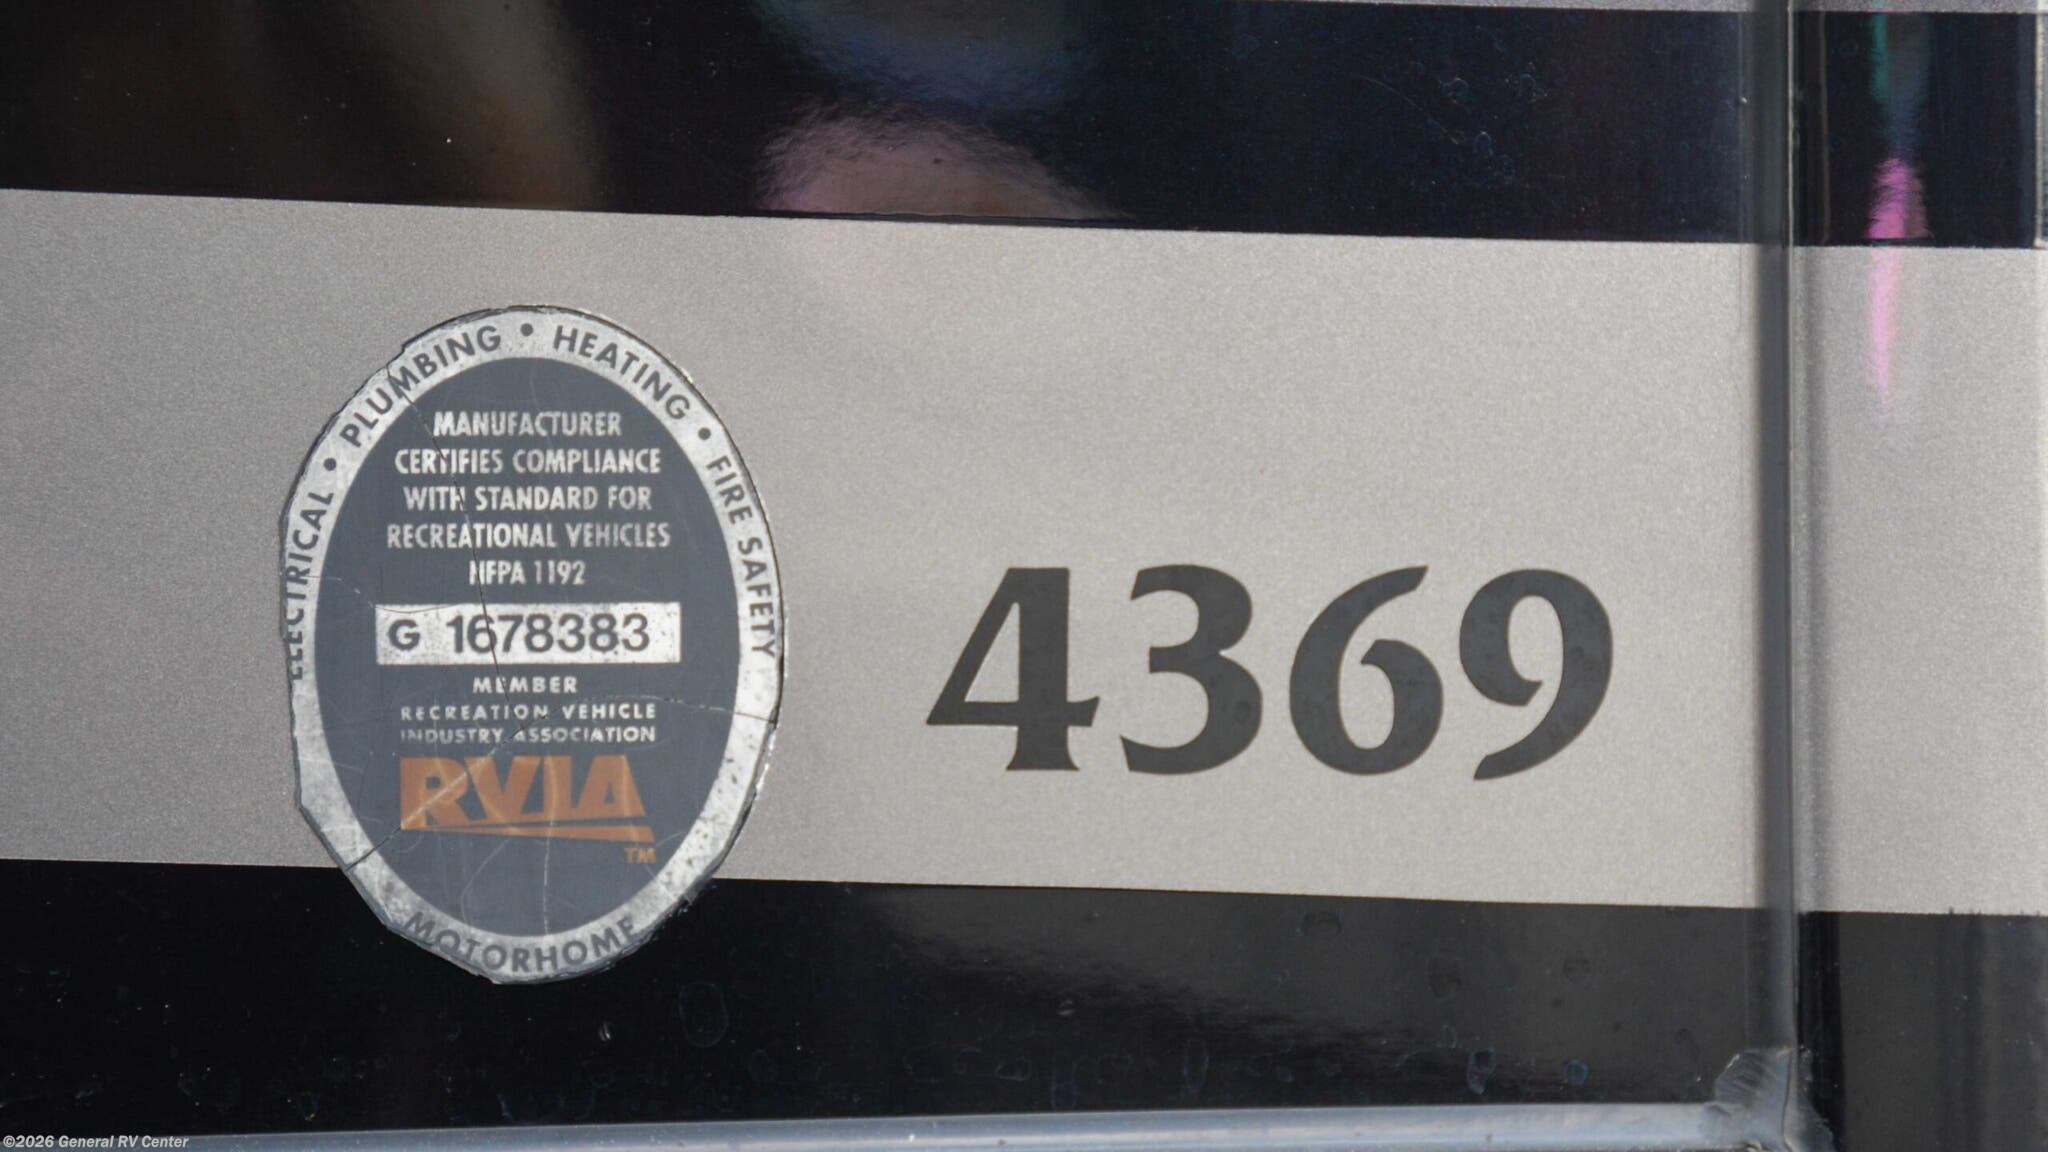 ELECTRICAL • PLUMBING • HEATING • FIRE SAFETY
MANUFACTURER
CERTIFIES COMPLIANCE
WITH STANDARD FOR
RECREATIONAL VEHICLES
NFPA 1192
G 1678383
MEMBER
RECREATION VEHICLE
INDUSTRY ASSOCIATION
RVIA
TM
MOTORHOME
4369
©2026 General RV Center